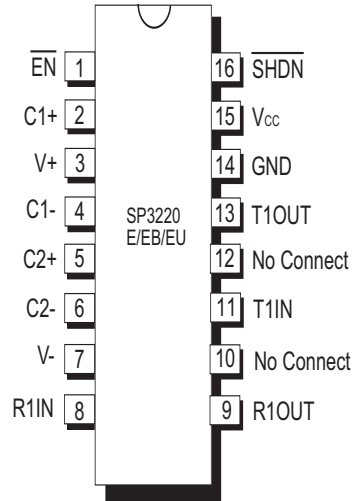 EN 1
C1+ 2
V+ 3
C1- 4
C2+ 5
C2- 6
V- 7
R1IN 8
SP3220
E/EB/EU
16 SHDN
15 Vcc
14 GND
13 T1OUT
12 No Connect
11 T1IN
10 No Connect
9 R1OUT